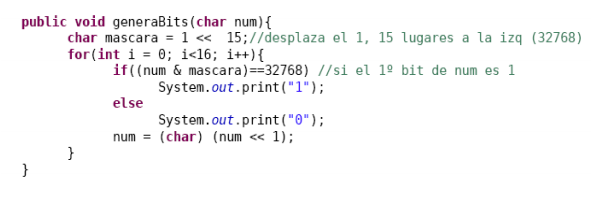 public void generaBits(char num){
char mascara = 1 <<  15;//desplaza el 1, 15 lugares a la izq (32768)
for(int i = 0; i<16; i++){
if((num & mascara)==32768) //si el 1º bit de num es 1
System.out.print("1");
else
System.out.print("0");
num = (char) (num << 1);
}
}